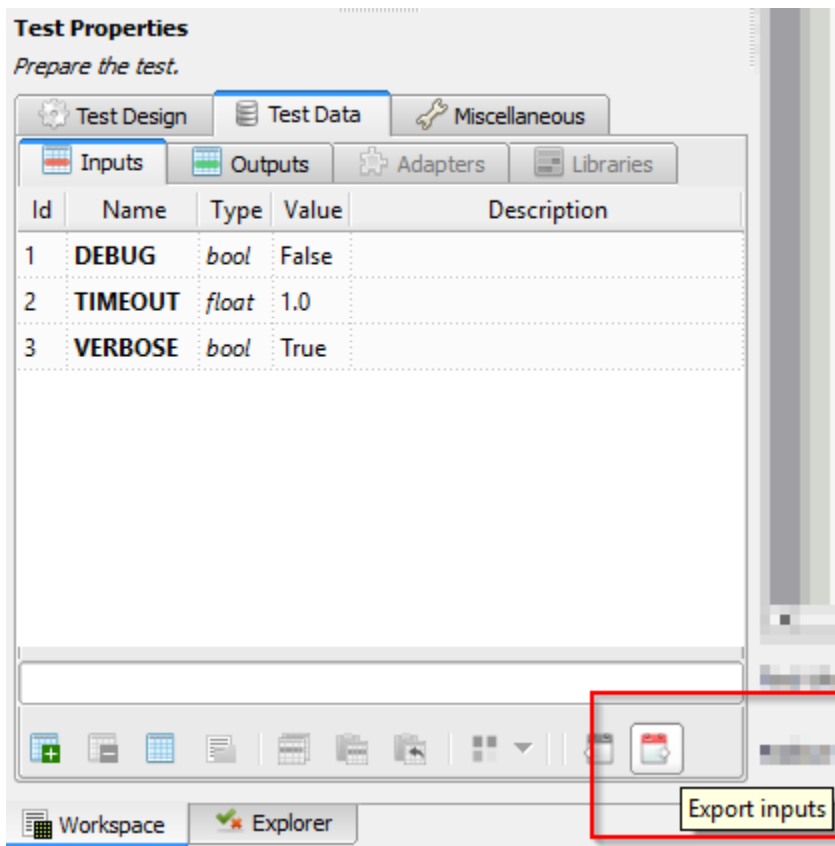 Test Properties
Prepare the test.
Test Design Test Data Miscellaneous
Inputs Outputs Adapters Libraries
Id Name Type Value Description
1 DEBUG bool False
2 TIMEOUT float 1.0
3 VERBOSE bool True
Export inputs
Workspace Explorer